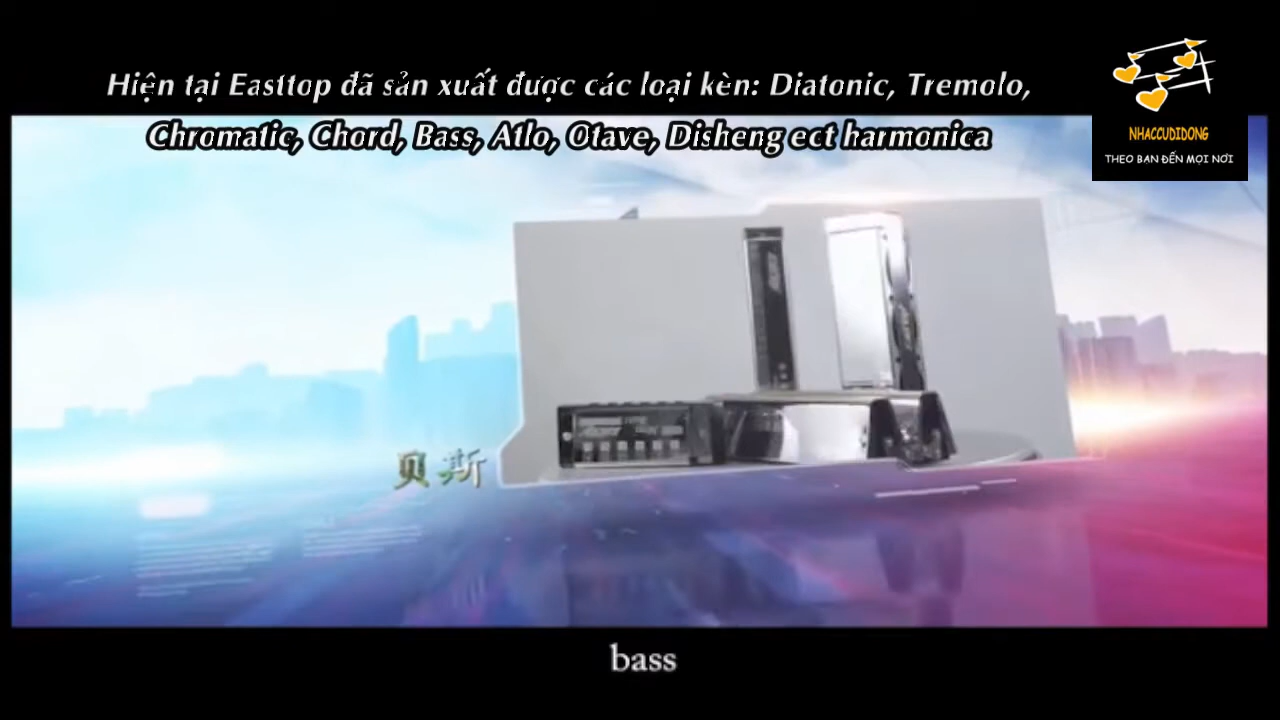 Hiện tại Easttop đã sản xuất được các loại kèn: Diatonic, Tremolo,
Chromatic, Chord, Bass, Atlo, Otave, Disheng ect harmonica
NHACCUDIDONG
THEO BẠN ĐẾN MỌI NƠI
贝斯
bass